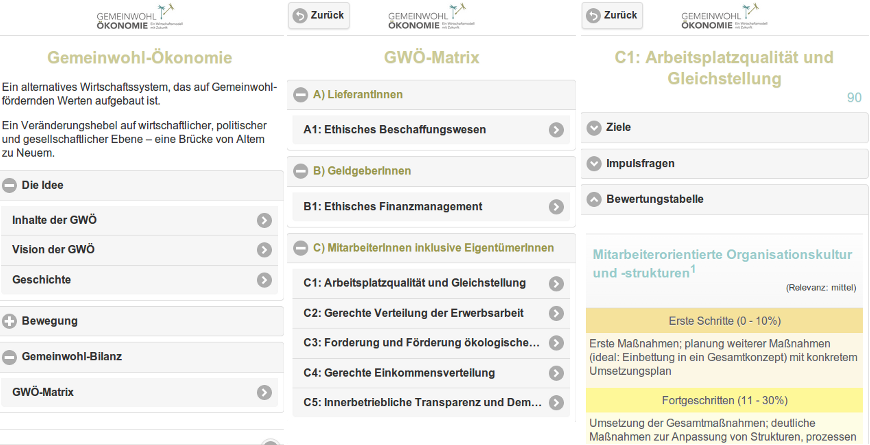 GEMEINWOHL
ÖKONOMIE Ein Wirtschaftsmodell
mit Zukunft
Gemeinwohl-Ökonomie
Ein alternatives Wirtschaftssystem, das auf Gemeinwohl-
fördernden Werten aufgebaut ist.
Ein Veränderungshebel auf wirtschaftlicher, politischer
und gesellschaftlicher Ebene – eine Brücke von Altem
zu Neuem.
Die Idee
Inhalte der GWÖ
Vision der GWÖ
Geschichte
Bewegung
Gemeinwohl-Bilanz
GWÖ-Matrix
Zurück
GEMEINWOHL
ÖKONOMIE Ein Wirtschaftsmodell
mit Zukunft
GWÖ-Matrix
A) LieferantInnen
A1: Ethisches Beschaffungswesen
B) GeldgeberInnen
B1: Ethisches Finanzmanagement
C) MitarbeiterInnen inklusive EigentümerInnen
C1: Arbeitsplatzqualität und Gleichstellung
C2: Gerechte Verteilung der Erwerbsarbeit
C3: Forderung und Förderung ökologische...
C4: Gerechte Einkommensverteilung
C5: Innerbetriebliche Transparenz und Dem...
Zurück
GEMEINWOHL
ÖKONOMIE Ein Wirtschaftsmodell
mit Zukunft
C1: Arbeitsplatzqualität und
Gleichstellung
90
Ziele
Impulsfragen
Bewertungstabelle
Mitarbeiterorientierte Organisationskultur
und -strukturen1
(Relevanz: mittel)
Erste Schritte (0 - 10%)
Erste Maßnahmen; planung weiterer Maßnahmen
(ideal: Einbettung in ein Gesamtkonzept) mit konkretem
Umsetzungsplan
Fortgeschritten (11 - 30%)
Umsetzung der Gesamtmaßnahmen; deutliche
Maßnahmen zur Anpassung von Strukturen, prozessen